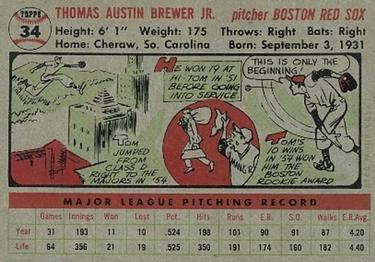 TOPPS
34
THOMAS AUSTIN BREWER JR. pitcher BOSTON RED SOX
Height: 6' 1" Weight: 175 Throws: Right Bats: Right
Home: Cheraw, So. Carolina Born: September 3, 1931
TOM
JUMPED
FROM
CLASS D
RIGHT TO THE
MAJORS IN '54
HE WON 19 AT
HI-TOM IN '51
BEFORE GOING
INTO SERVICE.
THIS IS ONLY THE
BEGINNING!
TOM'S
10 WINS
IN '54 WON
HIM THE
BOSTON
ROOKIE AWARD
MAJOR LEAGUE PITCHING RECORD
Games Innings Won Lost Pct. Hits Runs E.R. S.O. Walks E.R.Avg.
Year 31 193 11 10 .524 198 101 90 91 87 4.20
Life 64 356 21 19 .525 350 191 174 160 182 4.40